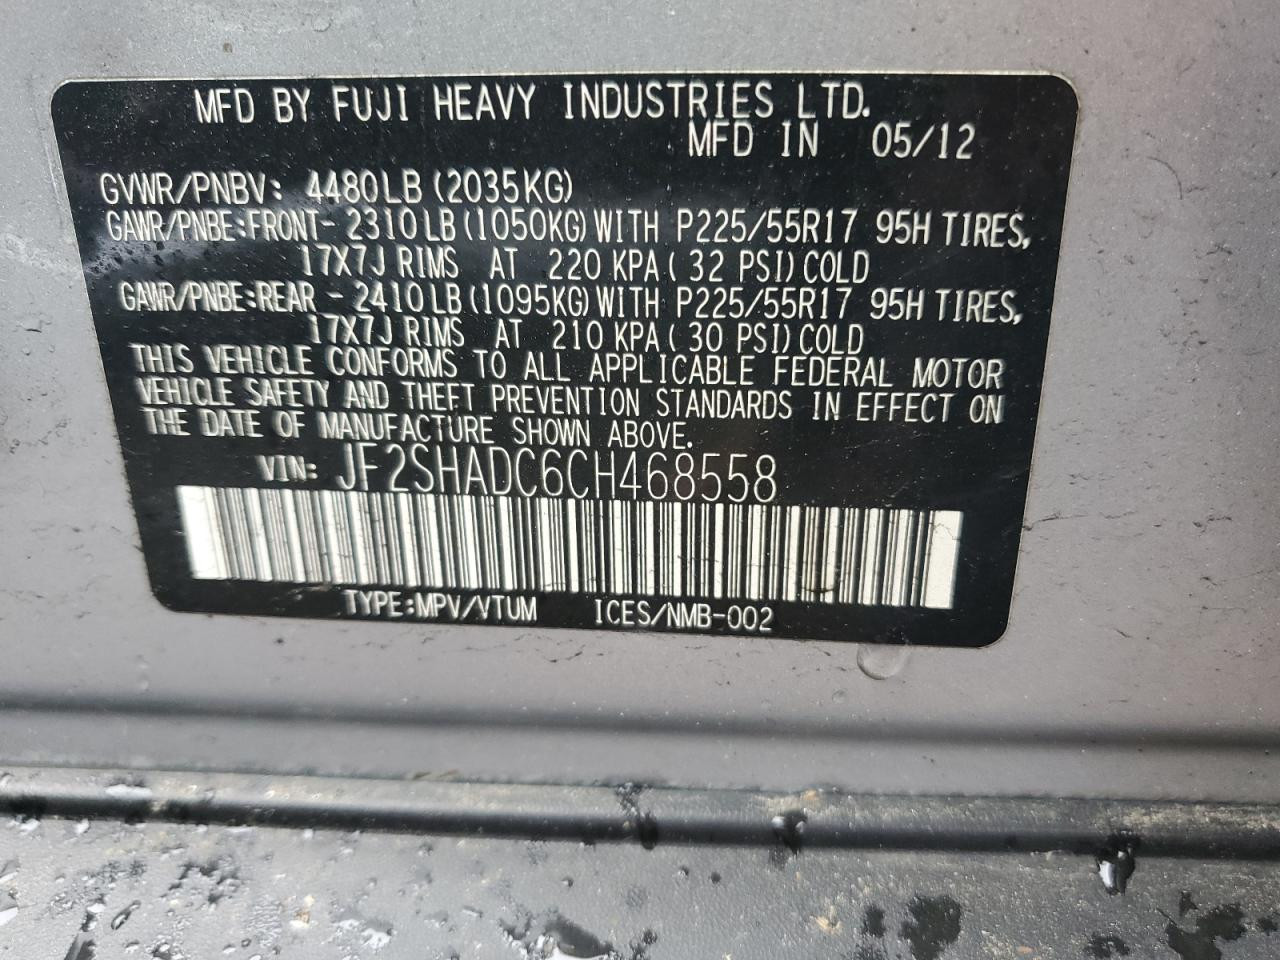 MFD BY FUJI HEAVY INDUSTRIES LTD.
MFD IN 05/12
GVWR/PNBV: 4480LB (2035KG)
GAWR/PNBE:FRONT- 2310LB (1050KG) WITH P225/55R17 95H TIRES,
17X7J RIMS AT 220 KPA ( 32 PSI) COLD
GAWR/PNBE:REAR - 2410LB (1095KG) WITH P225/55R17 95H TIRES,
17X7J RIMS AT 210 KPA ( 30 PSI) COLD
THIS VEHICLE CONFORMS TO ALL APPLICABLE FEDERAL MOTOR
VEHICLE SAFETY AND THEFT PREVENTION STANDARDS IN EFFECT ON
THE DATE OF MANUFACTURE SHOWN ABOVE.
VIN: JF2SHADC6CH468558
TYPE:MPV/VTUM ICES/NMB-002